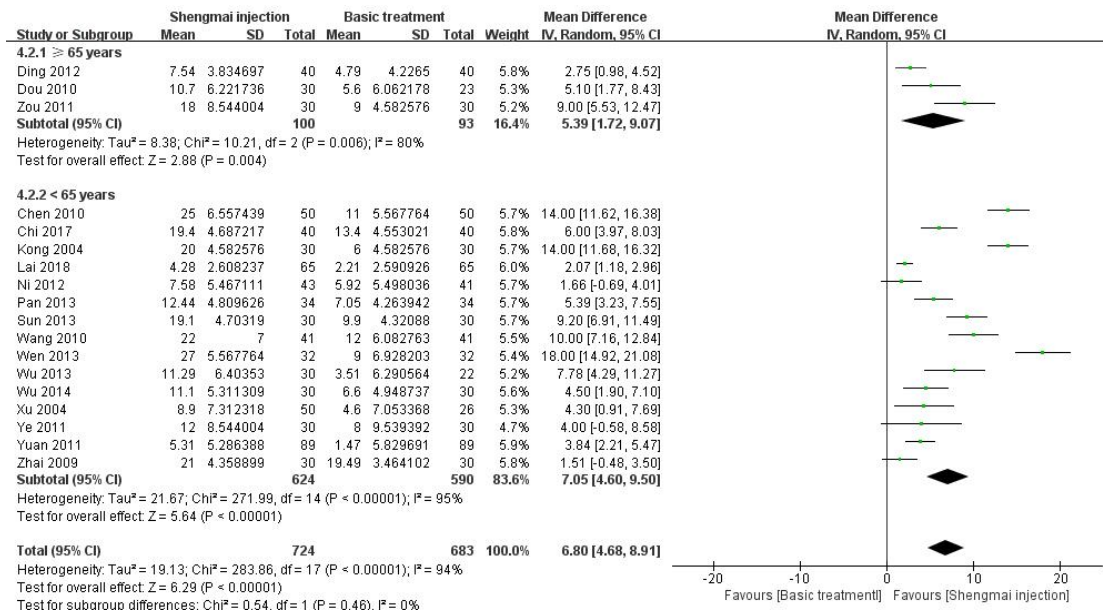 Shengmai injection Basic treatment Mean Difference Mean Difference
Study or Subgroup Mean SD Total Mean SD Total Weight IV, Random, 95% CI IV, Random, 95% CI
4.2.1 ≥ 65 years
Ding 2012 7.54 3.834697 40 4.79 4.2265 40 5.8% 2.75 [0.98, 4.52]
Dou 2010 10.7 6.221736 30 5.6 6.062178 23 5.3% 5.10 [1.77, 8.43]
Zou 2011 18 8.544004 30 9 4.582576 30 5.2% 9.00 [5.53, 12.47]
Subtotal (95% CI) 100 93 16.4% 5.39 [1.72, 9.07]
Heterogeneity: Tau² = 8.38; Chi² = 10.21, df = 2 (P = 0.006); I² = 80%
Test for overall effect: Z = 2.88 (P = 0.004)
4.2.2 < 65 years
Chen 2010 25 6.557439 50 11 5.567764 50 5.7% 14.00 [11.62, 16.38]
Chi 2017 19.4 4.687217 40 13.4 4.553021 40 5.8% 6.00 [3.97, 8.03]
Kong 2004 20 4.582576 30 6 4.582576 30 5.7% 14.00 [11.68, 16.32]
Lai 2018 4.28 2.608237 65 2.21 2.590926 65 6.0% 2.07 [1.18, 2.96]
Ni 2012 7.58 5.467111 43 5.92 5.498036 41 5.7% 1.66 [-0.69, 4.01]
Pan 2013 12.44 4.809626 34 7.05 4.263942 34 5.7% 5.39 [3.23, 7.55]
Sun 2013 19.1 4.70319 30 9.9 4.32088 30 5.7% 9.20 [6.91, 11.49]
Wang 2010 22 7 41 12 6.082763 41 5.5% 10.00 [7.16, 12.84]
Wen 2013 27 5.567764 32 9 6.928203 32 5.4% 18.00 [14.92, 21.08]
Wu 2013 11.29 6.40353 30 3.51 6.290564 22 5.2% 7.78 [4.29, 11.27]
Wu 2014 11.1 5.311309 30 6.6 4.948737 30 5.6% 4.50 [1.90, 7.10]
Xu 2004 8.9 7.312318 50 4.6 7.053368 26 5.3% 4.30 [0.91, 7.69]
Ye 2011 12 8.544004 30 8 9.539392 30 4.7% 4.00 [-0.58, 8.58]
Yuan 2011 5.31 5.286388 89 1.47 5.829691 89 5.9% 3.84 [2.21, 5.47]
Zhai 2009 21 4.358899 30 19.49 3.464102 30 5.8% 1.51 [-0.48, 3.50]
Subtotal (95% CI) 624 590 83.6% 7.05 [4.60, 9.50]
Heterogeneity: Tau² = 21.67; Chi² = 271.99, df = 14 (P < 0.00001); I² = 95%
Test for overall effect: Z = 5.64 (P < 0.00001)
Total (95% CI) 724 683 100.0% 6.80 [4.68, 8.91]
Heterogeneity: Tau² = 19.13; Chi² = 283.86, df = 17 (P < 0.00001); I² = 94%
Test for overall effect: Z = 6.29 (P < 0.00001)
Test for subgroup differences: Chi² = 0.54, df = 1 (P = 0.46), I² = 0%
-20 -10 0 10 20
Favours [Basic treatmentl] Favours [Shengmai injection]